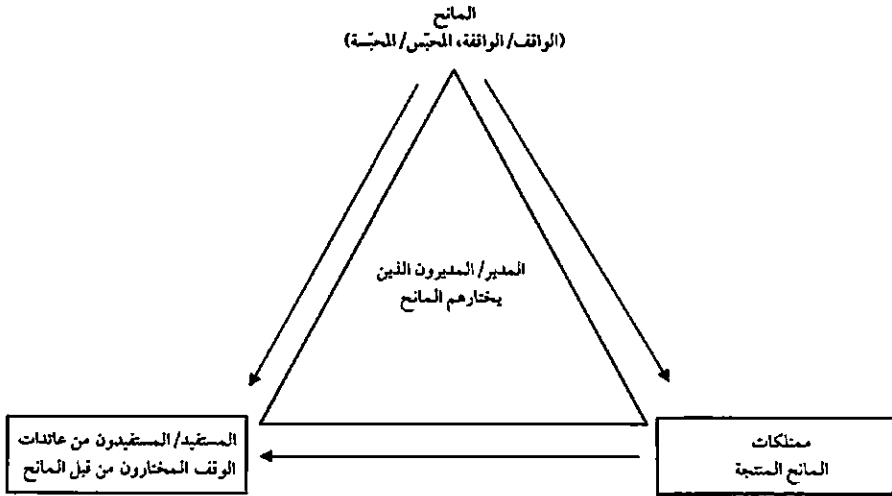 المانح
(الواقف/ الواقفة، المحبّس/ المحبّسة)
المدير/ المديرون الذين
يختارهم المانح
ممتلكات
المانح المنتجة
المستفيد/ المستفيدون من عائدات
الوقف المختارون من قبل المانح